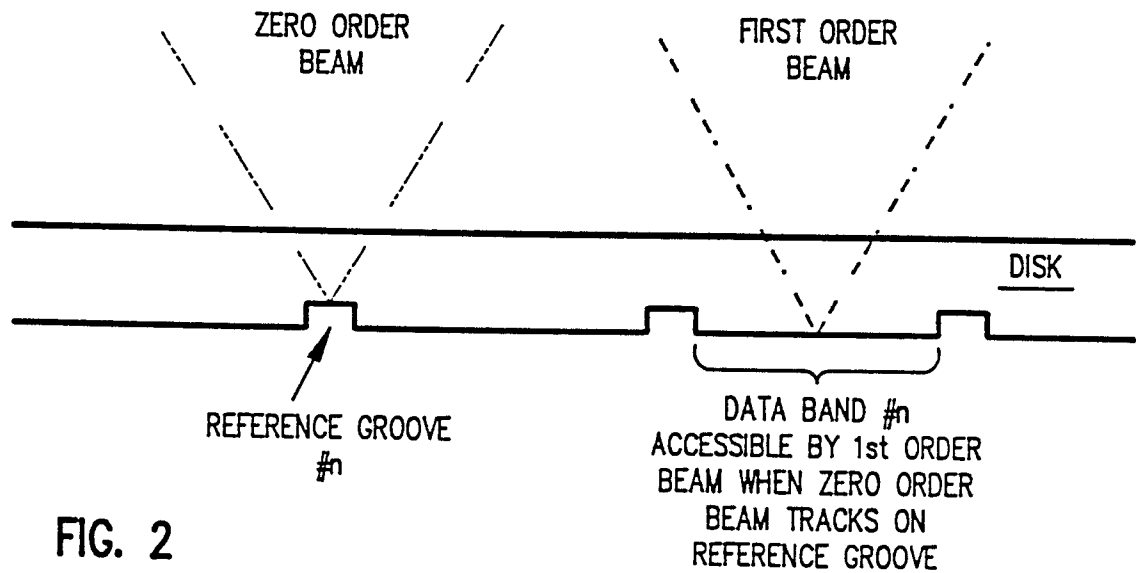 ZERO ORDER
BEAM
FIRST ORDER
BEAM
DISK
REFERENCE GROOVE
#n
DATA BAND #n
ACCESSIBLE BY 1st ORDER
BEAM WHEN ZERO ORDER
BEAM TRACKS ON
REFERENCE GROOVE
FIG. 2